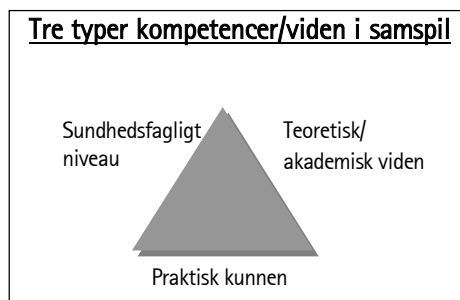 Tre typer kompetencer/viden i samspil
Sundhedsfagligt
niveau
Teoretisk/
akademisk viden
Praktisk kunnen